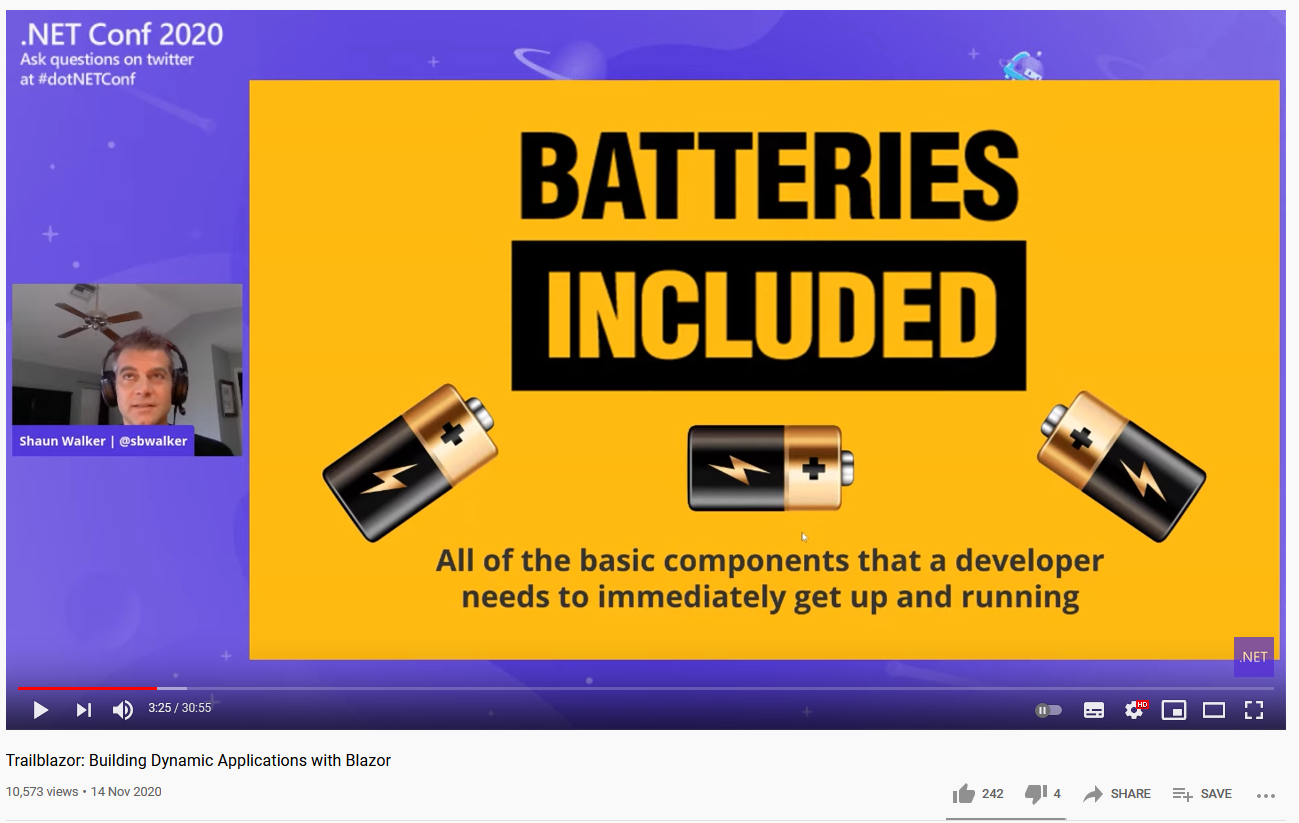 .NET Conf 2020
Ask questions on twitter
at #dotNETConf
BATTERIES
INCLUDED
Shaun Walker | @sbwalker
All of the basic components that a developer
needs to immediately get up and running
.NET
3:25 / 30:55
HD
Trailblazor: Building Dynamic Applications with Blazor
10,573 views • 14 Nov 2020
242
4
SHARE
SAVE